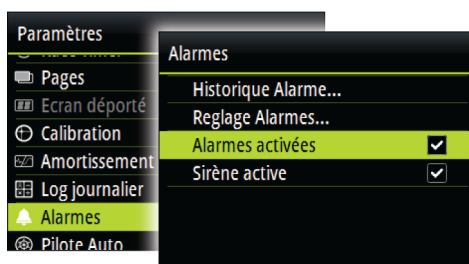 Paramètres
Pages
Ecran déporté
Calibration
Amortissement
Log journalier
Alarmes
Pilote Auto
Alarmes
Historique Alarme...
Reglage Alarmes...
Alarmes activées
Sirène active